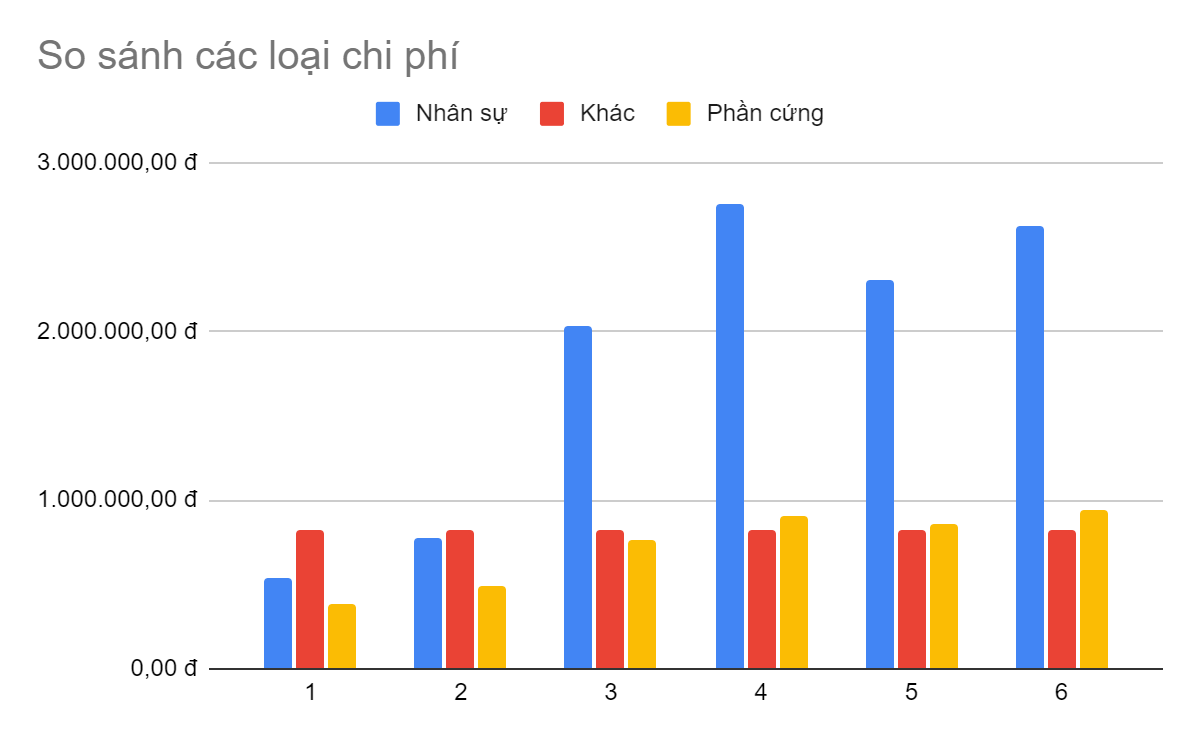 So sánh các loại chi phí
Nhân sự Khác Phần cứng
3.000.000,00 đ
2.000.000,00 đ
1.000.000,00 đ
0,00 đ
1 2 3 4 5 6